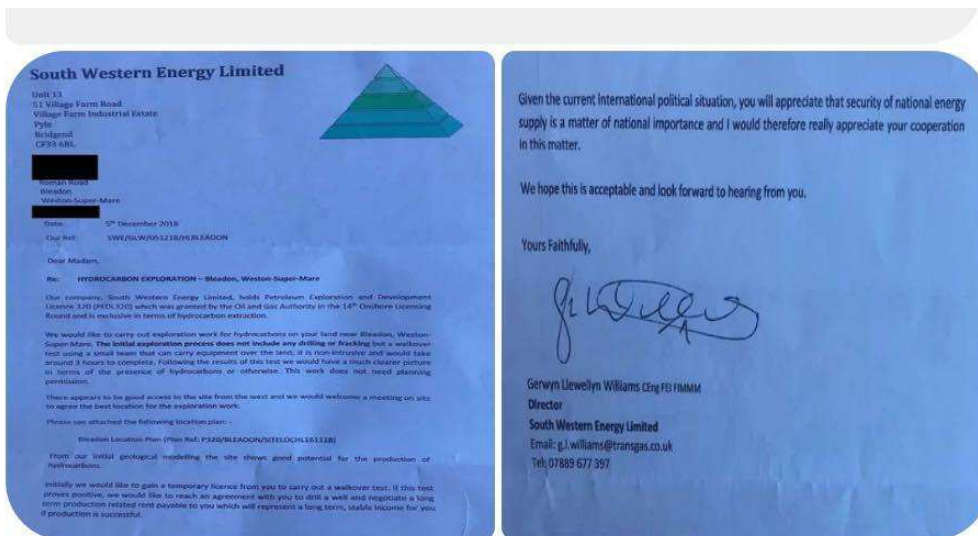 South Western Energy Limited
Unit 13
51 Village Farm Road
Village Farm Industrial Estate
Pyle
Bridgend
CF33 6BL
Roman Road
Bleadon
Weston-Super-Mare
Date: 5th December 2018
Our Ref: SWE/GLW/051218/HLBLEADON
Dear Madam,
Re: HYDROCARBON EXPLORATION – Bleadon, Weston-Super-Mare
Our company, South Western Energy Limited, holds Petroleum Exploration and Development
Licence 320 (PEDL320) which was granted by the Oil and Gas Authority in the 14th Onshore Licensing
Round and is exclusive in terms of hydrocarbon extraction.
We would like to carry out exploration work for hydrocarbons on your land near Bleadon, Weston-
Super-Mare. The initial exploration process does not include any drilling or fracking but a walkover
test using a small team that can carry equipment over the land; it is non-intrusive and would take
around 3 hours to complete. Following the results of this test we would have a much clearer picture
in terms of the presence of hydrocarbons or otherwise. This work does not need planning
permission.
There appears to be good access to the site from the west and we would welcome a meeting on site
to agree the best location for the exploration work.
Please see attached the following location plan: -
Bleadon Location Plan (Plan Ref: P320/BLEADON/SITELOCHL161118)
From our initial geological modelling the site shows good potential for the production of
hydrocarbons.
Initially we would like to gain a temporary licence from you to carry out a walkover test. If this test
proves positive, we would like to reach an agreement with you to drill a well and negotiate a long
term production related rent payable to you which will represent a long term, stable income for you
if production is successful.
Given the current international political situation, you will appreciate that security of national energy
supply is a matter of national importance and I would therefore really appreciate your cooperation
in this matter.
We hope this is acceptable and look forward to hearing from you.
Yours Faithfully,
Gerwyn Llewellyn Williams CEng FEI FIMMM
Director
South Western Energy Limited
Email: g.l.williams@transgas.co.uk
Tel: 07889 677 397